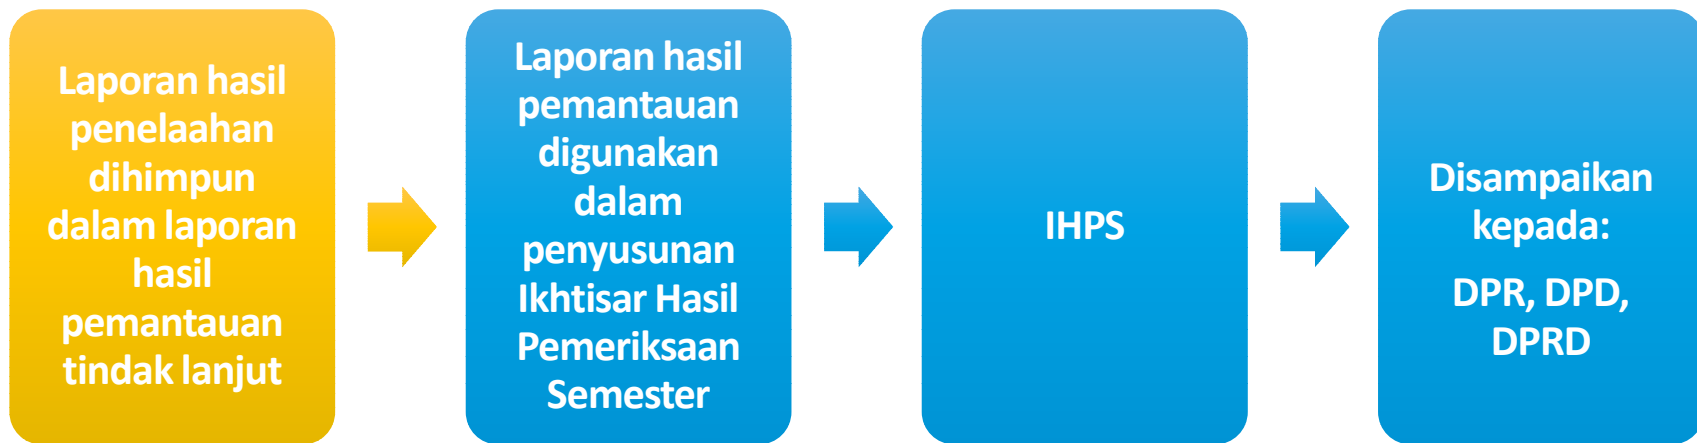 Laporan hasil
penelaahan
dihimpun
dalam laporan
hasil
pemantauan
tindak lanjut
Laporan hasil
pemantauan
digunakan
dalam
penyusunan
Ikhtisar Hasil
Pemeriksaan
Semester
IHPS
Disampaikan
kepada:
DPR, DPD,
DPRD